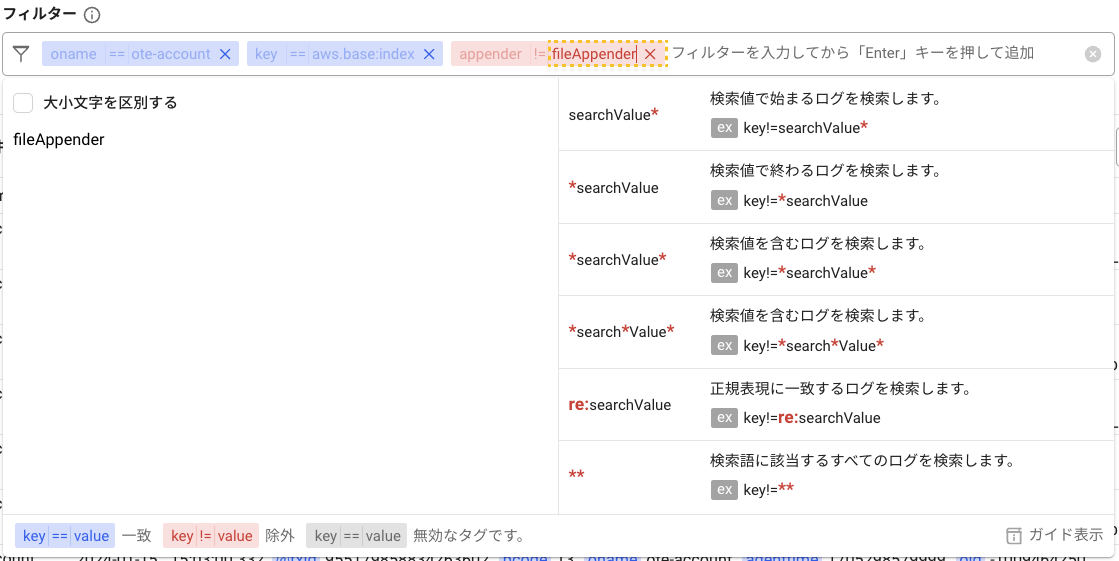 フィルター
oname == ote-account key == aws.base:index appender != fileAppender フィルターを入力してから「Enter」キーを押して追加
大小文字を区別する
fileAppender
searchValue*
検索値で始まるログを検索します。
ex key!=searchValue*
*searchValue
検索値で終わるログを検索します。
ex key!=*searchValue
*searchValue*
検索値を含むログを検索します。
ex key!=*searchValue*
*search*Value*
検索値を含むログを検索します。
ex key!=*search*Value*
re:searchValue
正規表現に一致するログを検索します。
ex key!=re:searchValue
**
検索語に該当するすべてのログを検索します。
ex key!=**
key == value 一致 key != value 除外 key == value 無効なタグです。 ガイド表示